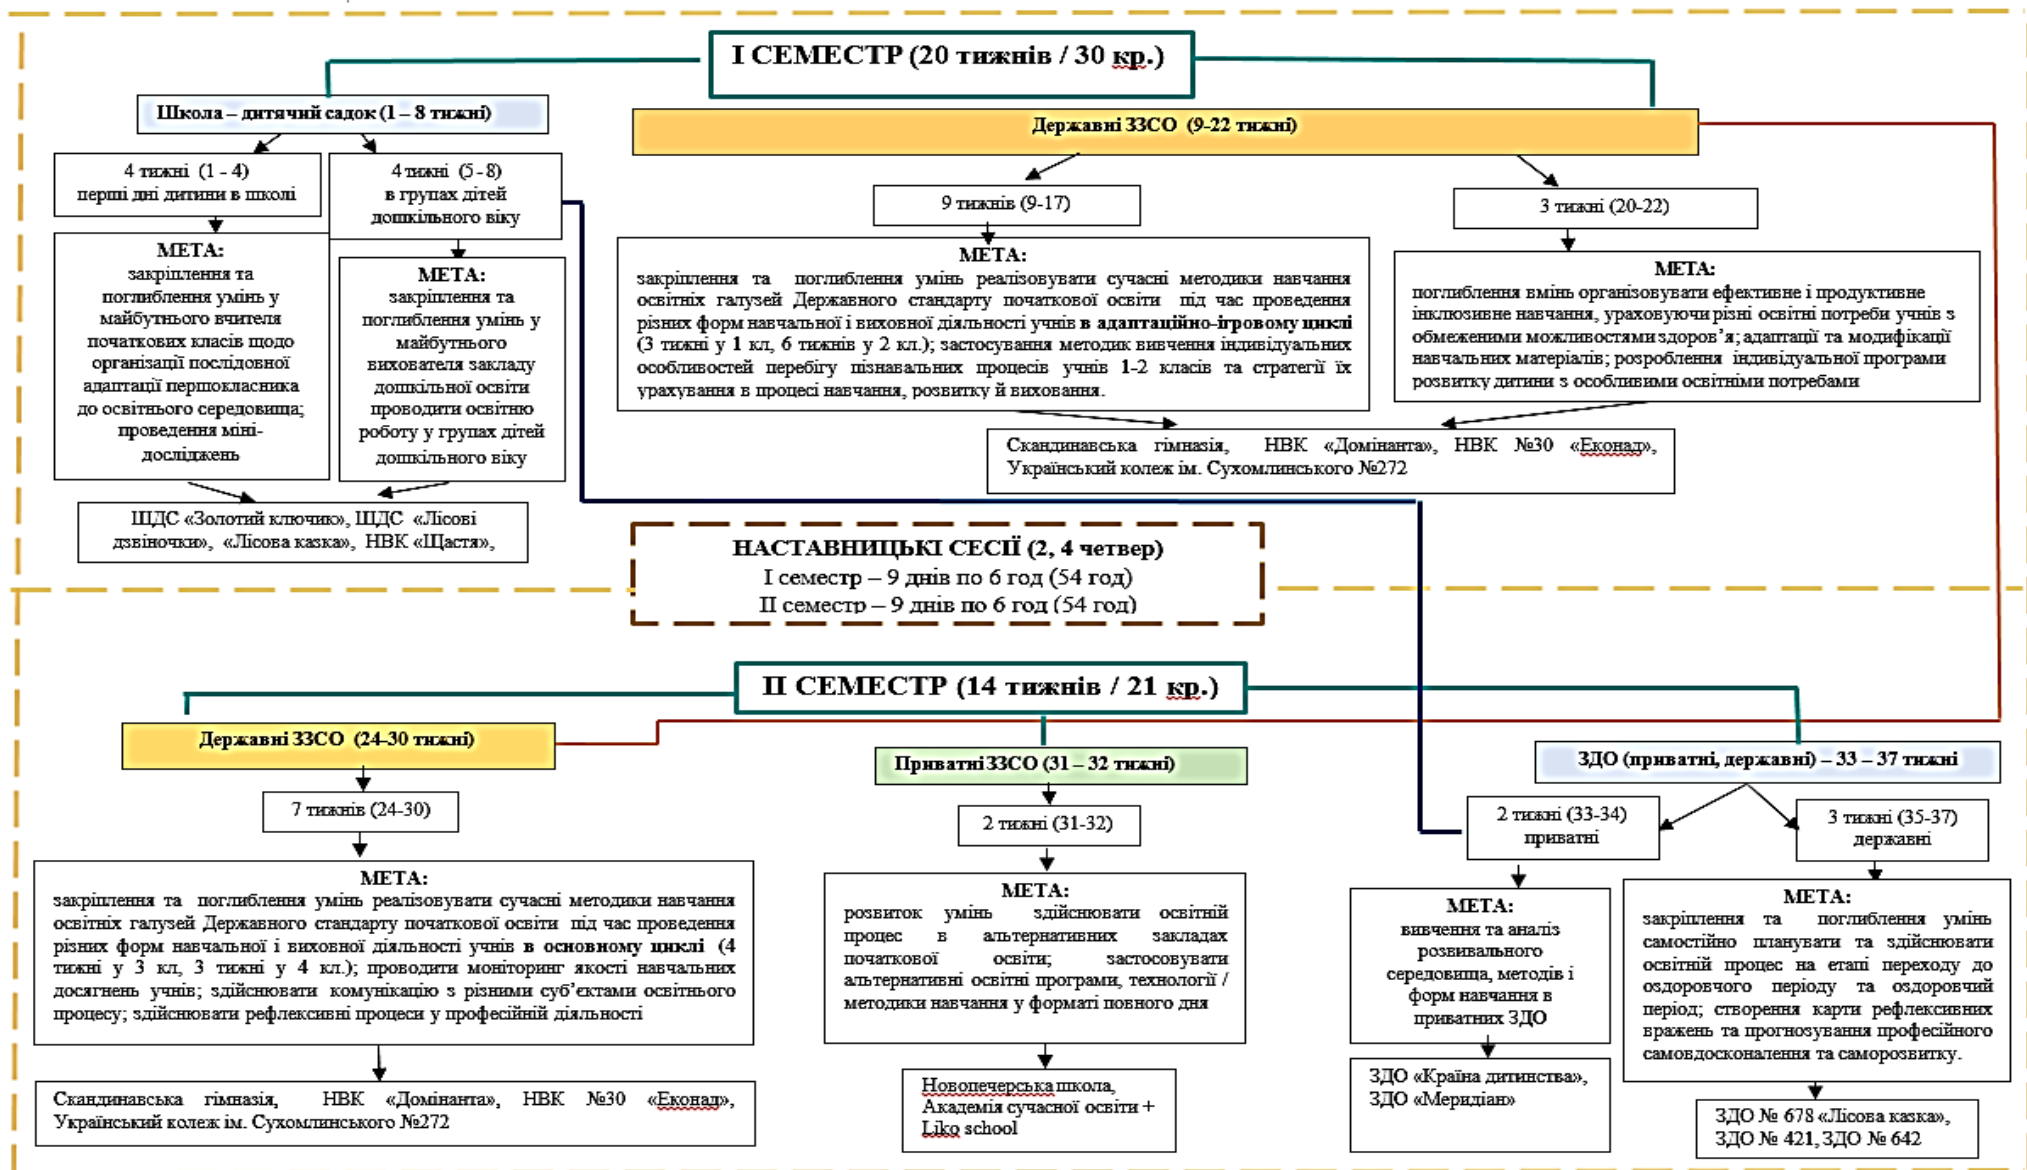 І СЕМЕСТР (20 тижнів / 30 кр.)
Школа – дитячий садок (1 – 8 тижні)
4 тижні (1 - 4)
перші дні дитини в школі
МЕТА:
закріплення та
поглиблення умінь у
майбутнього вчителя
початкових класів щодо
організації послідовної
адаптації першокласника
до освітнього середовища;
проведення міні-
досліджень
4 тижні (5 - 8)
в групах дітей
дошкільного віку
МЕТА:
закріплення та
поглиблення умінь у
майбутнього
вихователя закладу
дошкільної освіти
проводити освітню
роботу у групах дітей
дошкільного віку
ШДС «Золотий ключик», ШДС «Лісові
дзвіночки», «Лісова казка», НВК «Щастя»,
Державні ЗЗСО (9-22 тижні)
9 тижнів (9-17)
МЕТА:
закріплення та поглиблення умінь реалізовувати сучасні методики навчання
освітніх галузей Державного стандарту початкової освіти під час проведення
різних форм навчальної і виховної діяльності учнів в адаптаційно-ігровому циклі
(3 тижні у 1 кл, 6 тижнів у 2 кл.); застосування методик вивчення індивідуальних
особливостей перебігу пізнавальних процесів учнів 1-2 класів та стратегії їх
урахування в процесі навчання, розвитку й виховання.
3 тижні (20-22)
МЕТА:
поглиблення вмінь організовувати ефективне і продуктивне
інклюзивне навчання, ураховуючи різні освітні потреби учнів з
обмеженими можливостями здоров’я; адаптації та модифікації
навчальних матеріалів; розроблення індивідуальної програми
розвитку дитини з особливими освітніми потребами
Скандинавська гімназія, НВК «Домінанта», НВК №30 «Еконад»,
Український колеж ім. Сухомлинського №272
НАСТАВНИЦЬКІ СЕСІЇ (2, 4 четвер)
І семестр – 9 днів по 6 год (54 год)
ІІ семестр – 9 днів по 6 год (54 год)
ІІ СЕМЕСТР (14 тижнів / 21 кр.)
Державні ЗЗСО (24-30 тижні)
7 тижнів (24-30)
МЕТА:
закріплення та поглиблення умінь реалізовувати сучасні методики навчання
освітніх галузей Державного стандарту початкової освіти під час проведення
різних форм навчальної і виховної діяльності учнів в основному циклі (4
тижні у 3 кл, 3 тижні у 4 кл.); проводити моніторинг якості навчальних
досягнень учнів; здійснювати комунікацію з різними суб’єктами освітнього
процесу; здійснювати рефлексивні процеси у професійній діяльності
Скандинавська гімназія, НВК «Домінанта», НВК №30 «Еконад»,
Український колеж ім. Сухомлинського №272
Приватні ЗЗСО (31 – 32 тижні)
2 тижні (31-32)
МЕТА:
розвиток умінь здійснювати освітній
процес в альтернативних закладах
початкової освіти; застосовувати
альтернативні освітні програми, технології /
методики навчання у форматі повного дня
Новопечерська школа,
Академія сучасної освіти +
Liko school
ЗДО (приватні, державні) – 33 – 37 тижні
2 тижні (33-34)
приватні
МЕТА:
вивчення та аналіз
розвивального
середовища, методів і
форм навчання в
приватних ЗДО
ЗДО «Країна дитинства»,
ЗДО «Меридіан»
3 тижні (35-37)
державні
МЕТА:
закріплення та поглиблення умінь
самостійно планувати та здійснювати
освітній процес на етапі переходу до
оздоровчого періоду та оздоровчий
період; створення карти рефлексивних
вражень та прогнозування професійного
самовдосконалення та саморозвитку.
ЗДО № 678 «Лісова казка»,
ЗДО № 421, ЗДО № 642